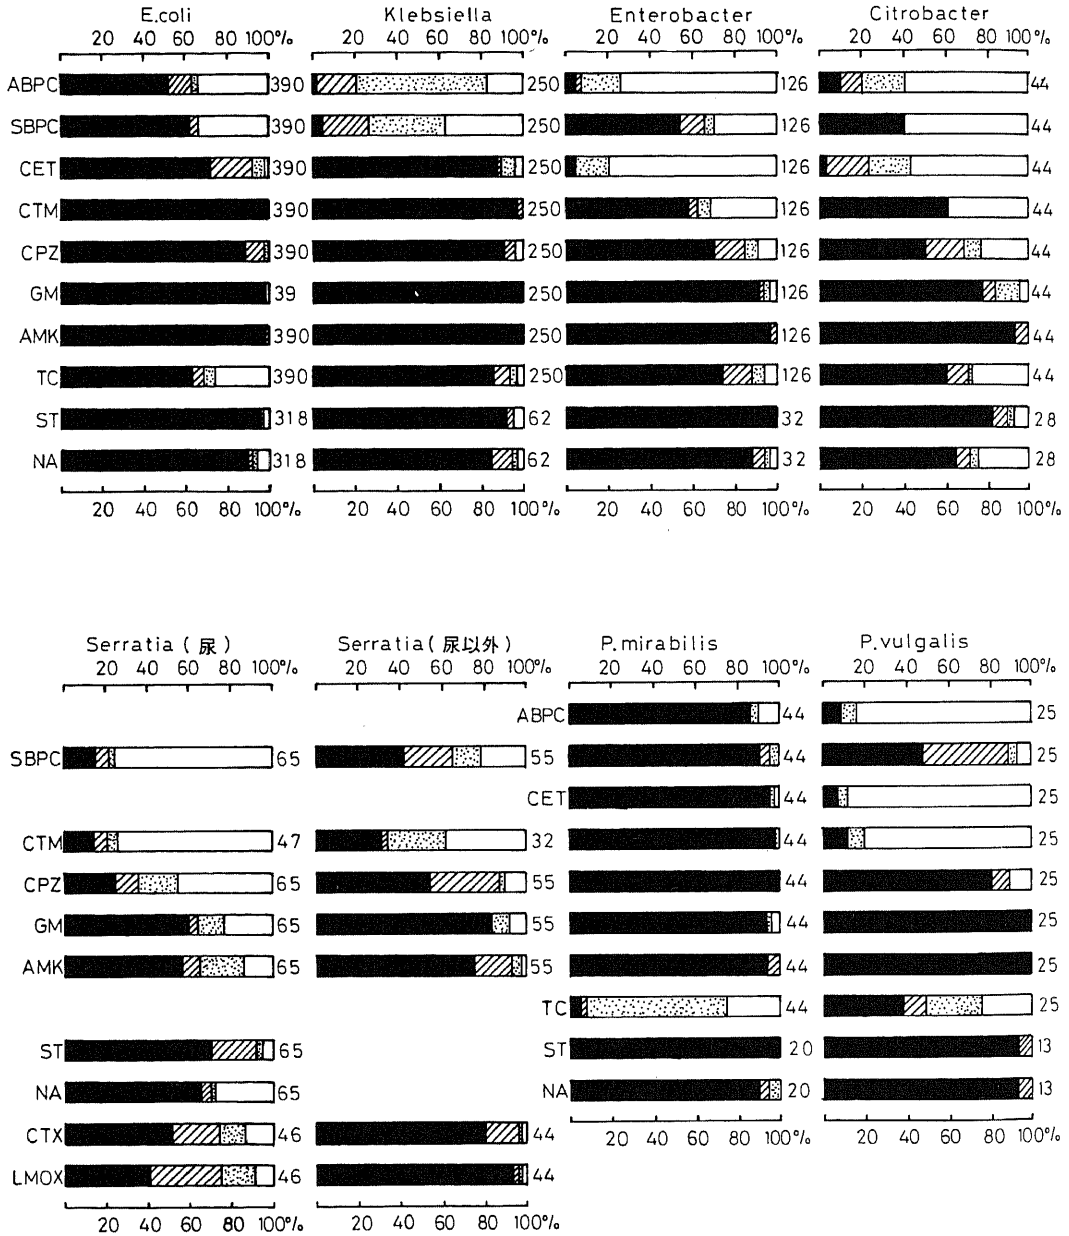 E.coli Klebsiella Enterobacter Citrobacter
20 40 60 80 100% 20 40 60 80 100% 20 40 60 80 100% 20 40 60 80 100%
ABPC 390 250 126 44
SBPC 390 250 126 44
CET 390 250 126 44
CTM 390 250 126 44
CPZ 390 250 126 44
GM 39 250 126 44
AMK 390 250 126 44
TC 390 250 126 44
ST 318 62 32 28
NA 318 62 32 28
20 40 60 80 100% 20 40 60 80 100% 20 40 60 80 100% 20 40 60 80 100%
Serratia (尿) Serratia (尿以外) P.mirabilis P.vulgalis
20 40 60 80 100% 20 40 60 80 100% 20 40 60 80 100% 20 40 60 80 100%
ABPC 44 25
SBPC 65 55 44 25
CET 44 25
CTM 47 32 44 25
CPZ 65 55 44 25
GM 65 55 44 25
AMK 65 55 44 25
TC 44 25
ST 65 ST 20 13
NA 65 NA 20 13
CTX 46 44
20 40 60 80 100% 20 40 60 80 100%
LMOX 46 44
20 40 60 80 100% 20 40 60 80 100%